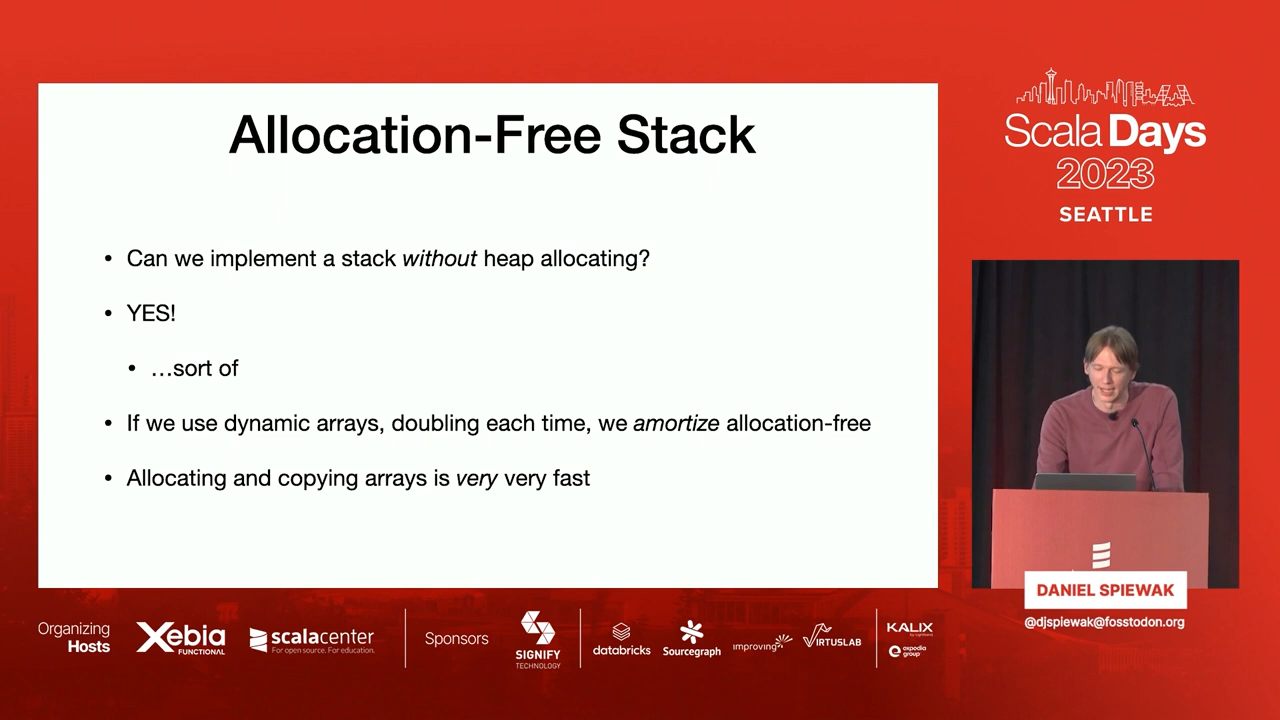 Allocation-Free Stack
• Can we implement a stack without heap allocating?
• YES!
• …sort of
• If we use dynamic arrays, doubling each time, we amortize allocation-free
• Allocating and copying arrays is very very fast
Scala Days
2023
SEATTLE
DANIEL SPIEWAK
@djspiewak@fosstodon.org
Organizing
Hosts
Xebia
FUNCTIONAL
scalacenter
For open source. For education.
Sponsors
SIGNIFY
TECHNOLOGY
databricks
Sourcegraph
improving
VIRTUSLAB
KALIX
by Lightbend
expedia
group